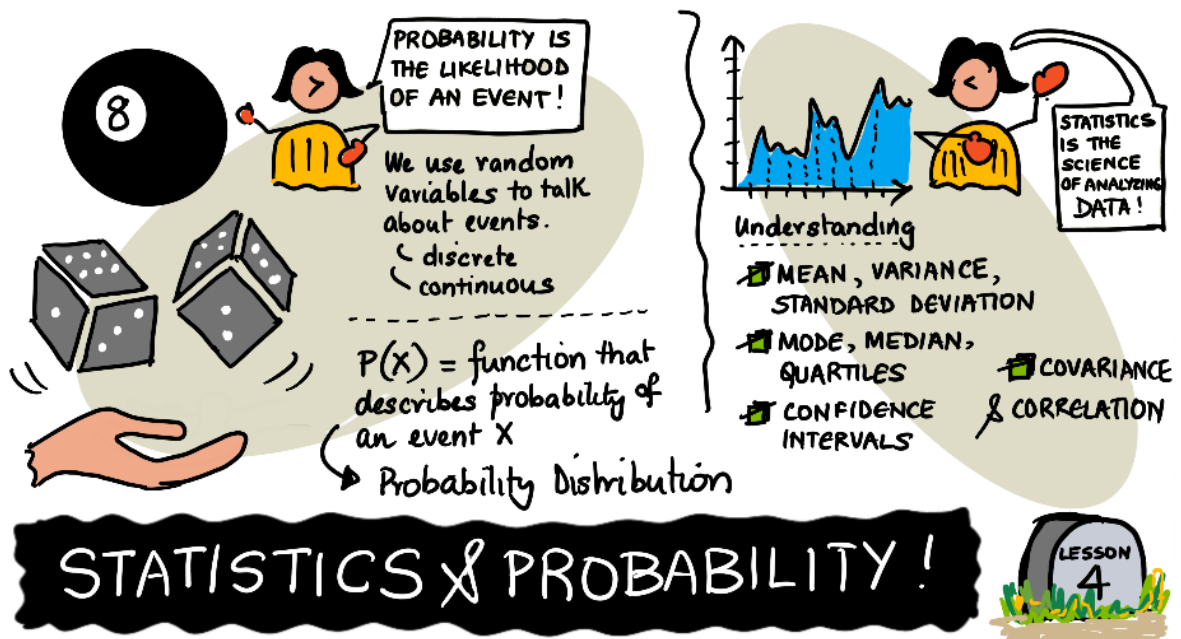 8
PROBABILITY IS
THE LIKELIHOOD
OF AN EVENT!
We use random
variables to talk
about events.
discrete
continuous
P(X) = function that
describes probability of
an event X
Probability Distribution
STATISTICS
IS THE
SCIENCE
OF ANALYZING
DATA!
Understanding
MEAN, VARIANCE,
STANDARD DEVIATION
MODE, MEDIAN,
QUARTILES
CONFIDENCE
INTERVALS
COVARIANCE
& CORRELATION
STATISTICS & PROBABILITY!
LESSON
4